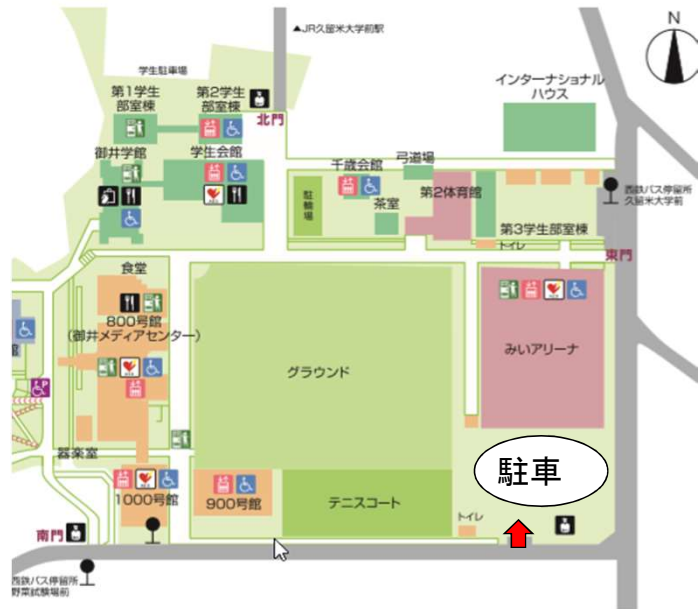 N
▲JR久留米大学前駅
学生駐車場
第1学生
部室棟
第2学生
部室棟
北門
インターナショナル
ハウス
御井学館
学生会館
千歳会館
弓道場
西鉄バス停留所
久留米大学前
駐輪場
茶室
第2体育館
第3学生部室棟
トイレ
東門
食堂
800号館
(御井メディアセンター)
館
P
グラウンド
みいアリーナ
器楽室
駐車
1000号館
900号館
テニスコート
トイレ
南門
西鉄バス停留所
野菜試験場前